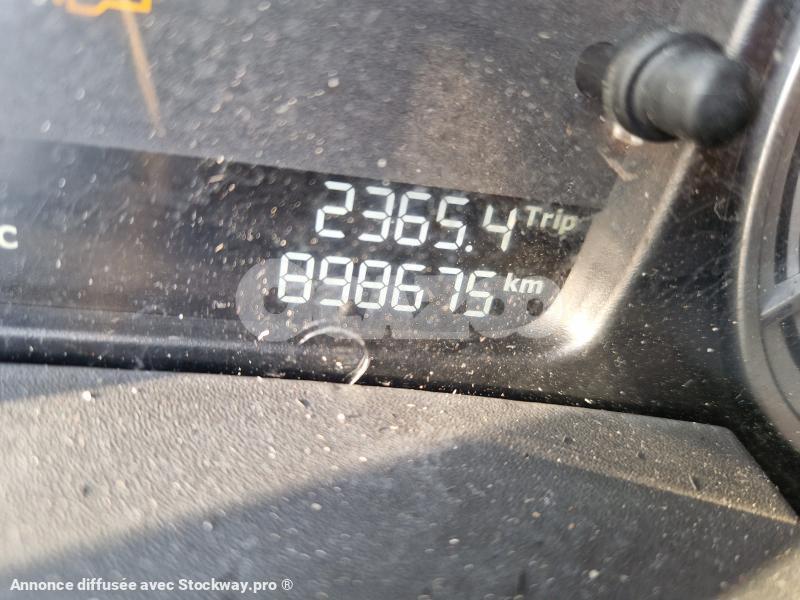 2365.4 Trip
C
898675 km
Annonce diffusée avec Stockway.pro ®